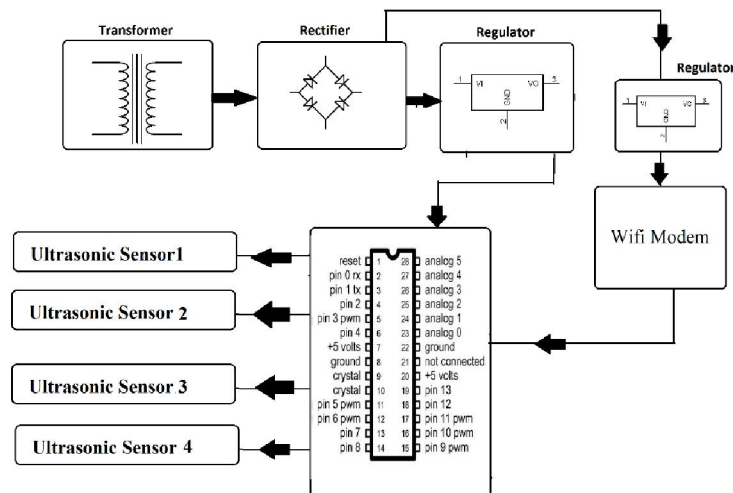 Transformer
Rectifier
Regulator
Regulator
1 VI VO 3
GND
2
1 VI VO 3
GND
2
Wifi Modem
Ultrasonic Sensor1
Ultrasonic Sensor 2
Ultrasonic Sensor 3
Ultrasonic Sensor 4
reset 1 28 analog 5
pin 0 rx 2 27 analog 4
pin 1 tx 3 26 analog 3
pin 2 4 25 analog 2
pin 3 pwm 5 24 analog 1
pin 4 6 23 analog 0
+5 volts 7 22 ground
ground 8 21 not connected
crystal 9 20 +5 volts
crystal 10 19 pin 13
pin 5 pwm 11 18 pin 12
pin 6 pwm 12 17 pin 11 pwm
pin 7 13 16 pin 10 pwm
pin 8 14 15 pin 9 pwm